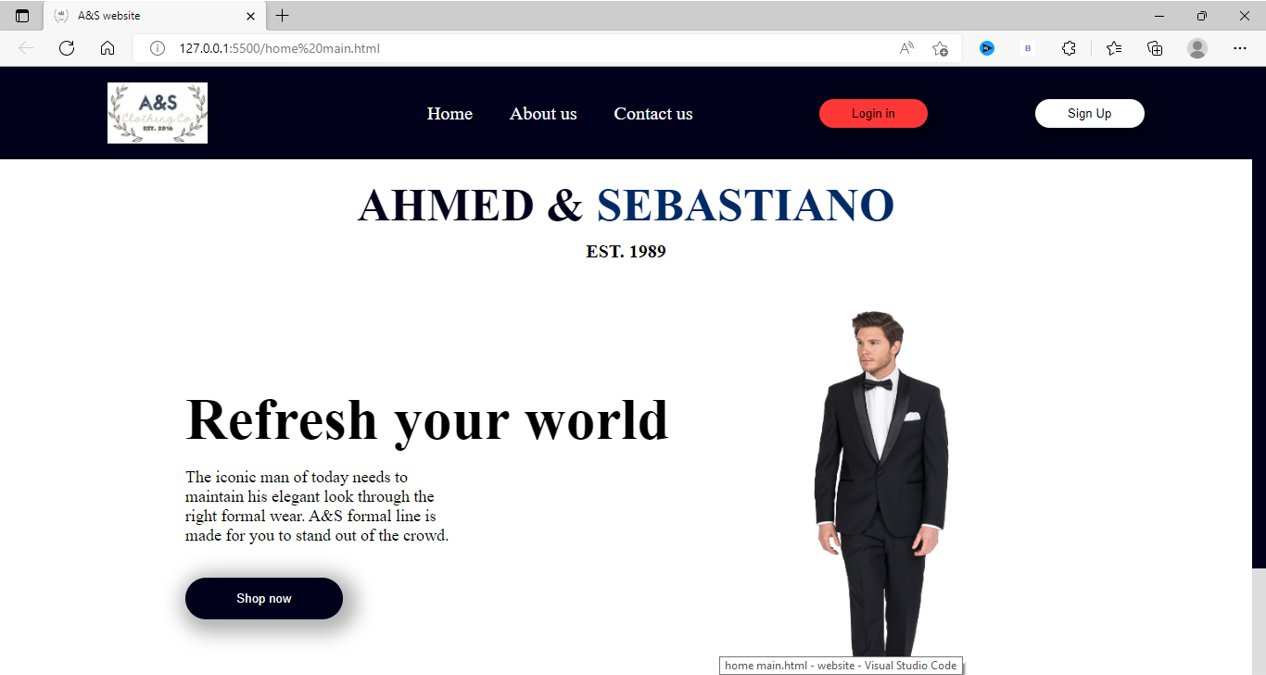 A&S website
127.0.0.1:5500/home%20main.html
A&S
Clothing Co
EST. 2016
Home About us Contact us Login in Sign Up
AHMED & SEBASTIANO
EST. 1989
Refresh your world
The iconic man of today needs to
maintain his elegant look through the
right formal wear. A&S formal line is
made for you to stand out of the crowd.
Shop now
home main.html - website - Visual Studio Code